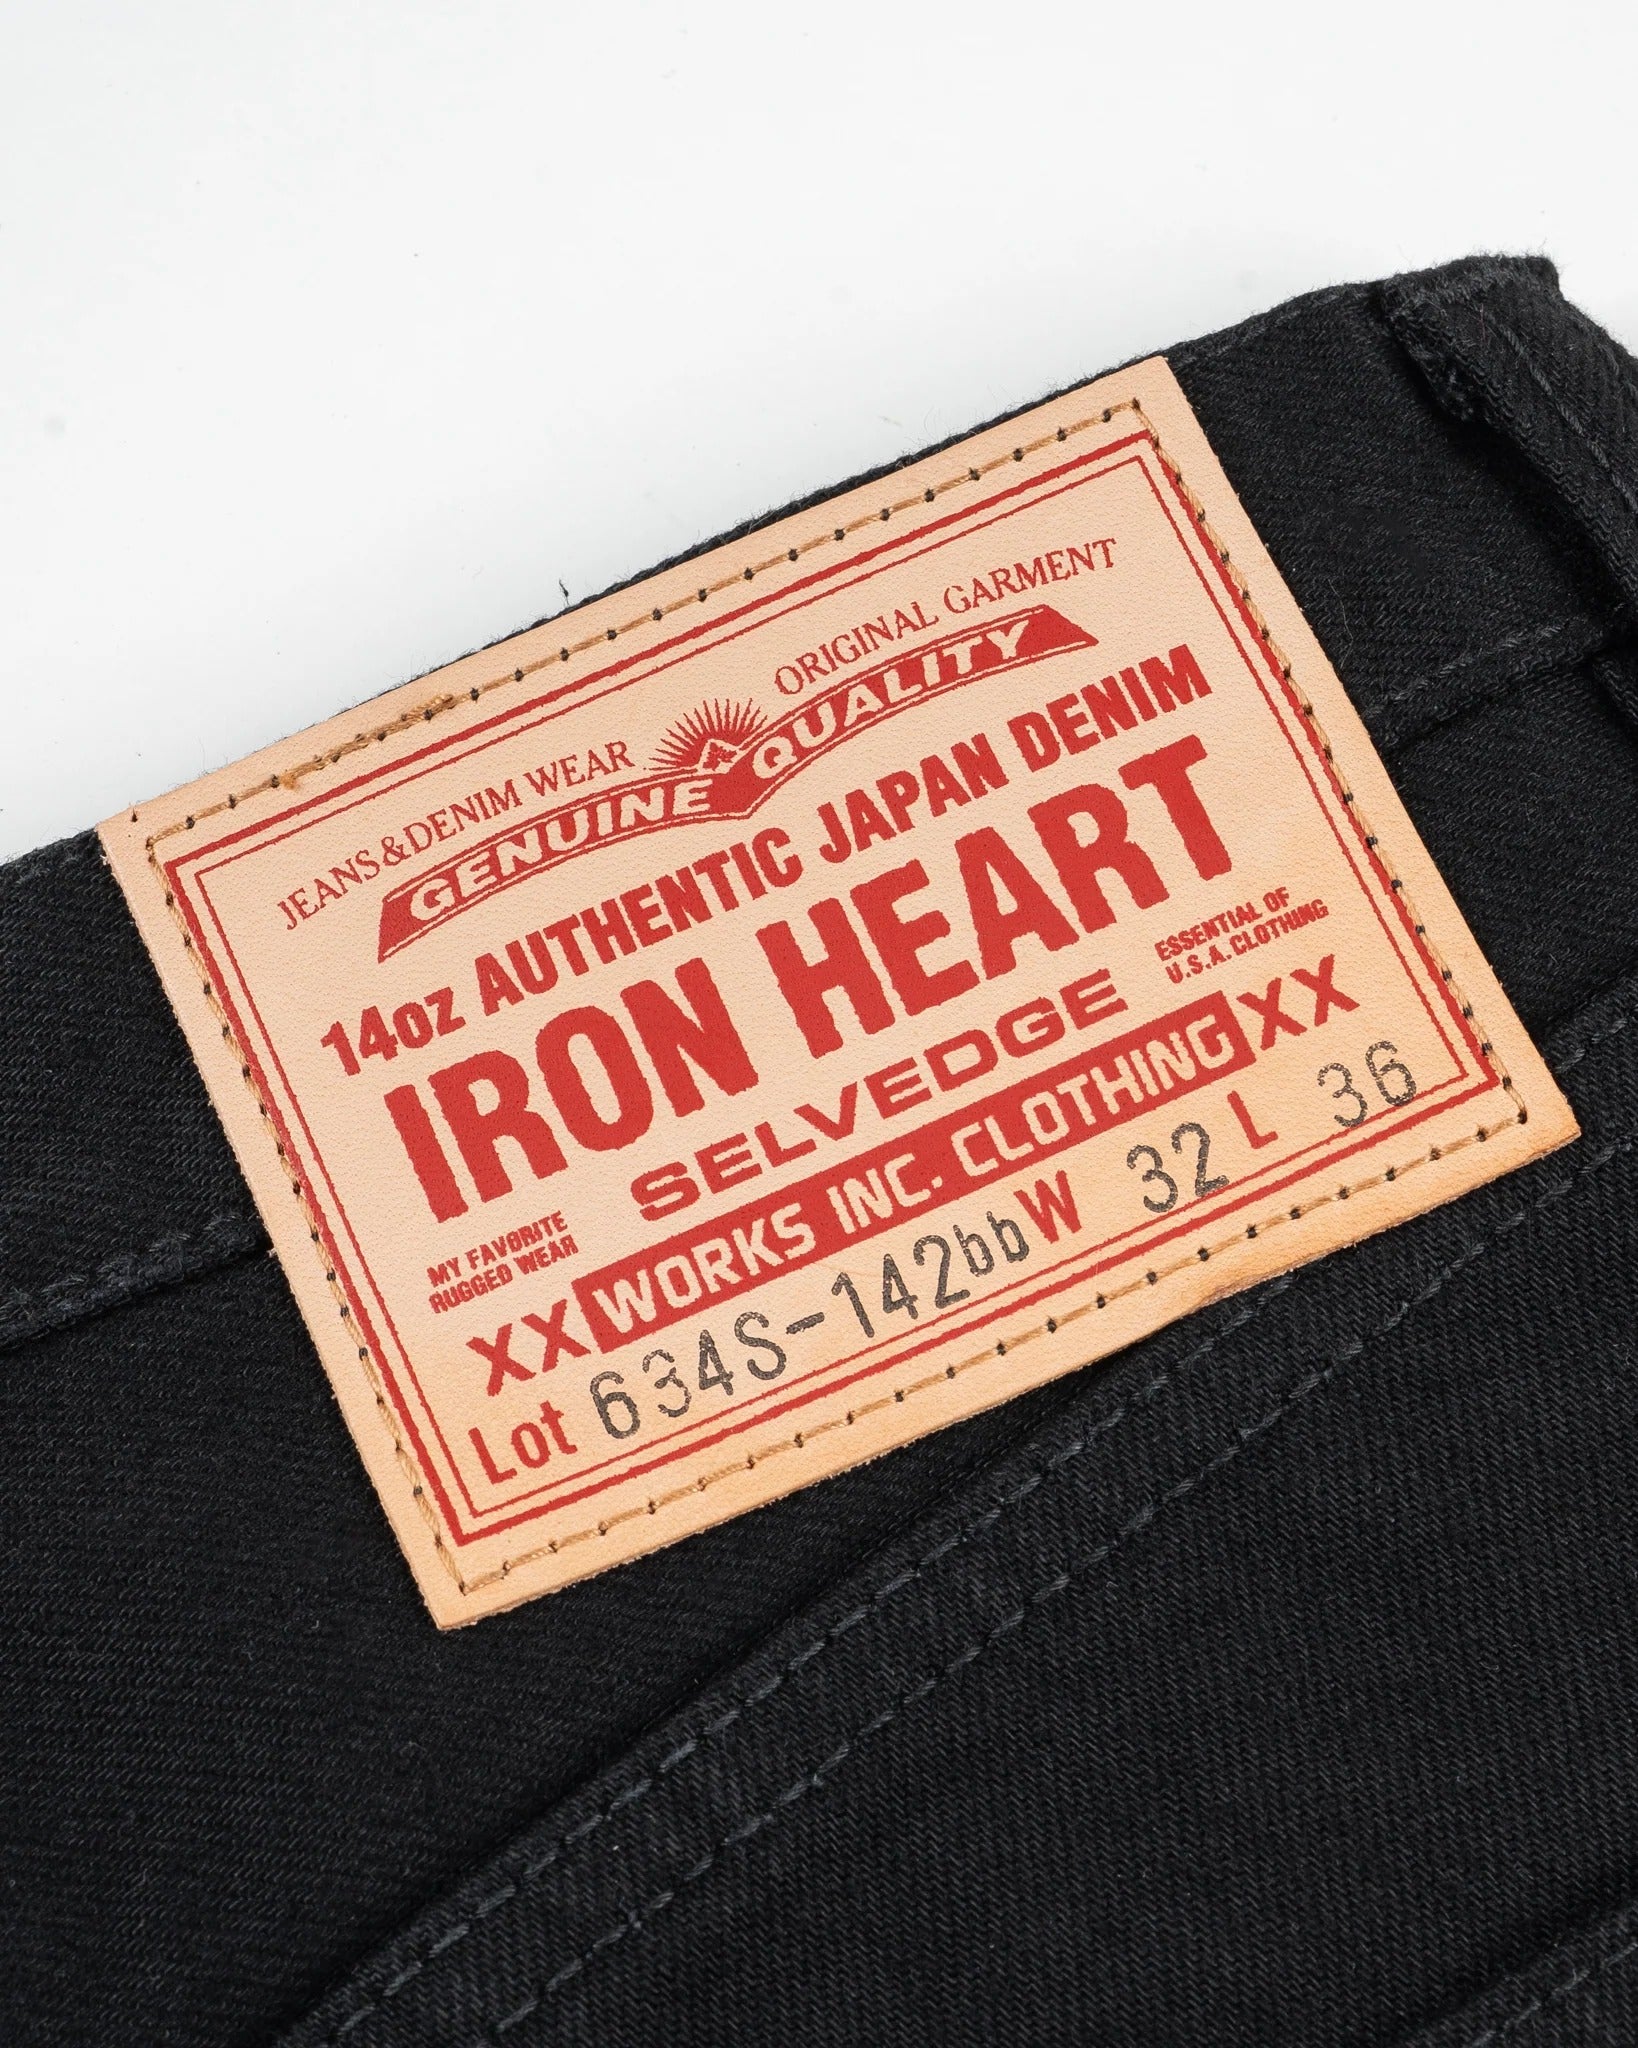 JEANS&DENIM WEAR ORIGINAL GARMENT
GENUINE QUALITY
14oz AUTHENTIC JAPAN DENIM
IRON HEART
SELVEDGE
ESSENTIAL OF
U.S.A. CLOTHING
MY FAVORITE
RUGGED WEAR
XX WORKS INC. CLOTHING XX
Lot 634S-142bb W 32 L 36